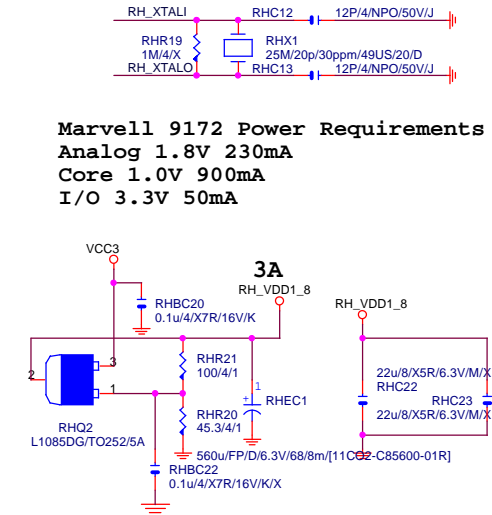 RH_XTALI
RHC12
12P/4/NPO/50V/J
RHR19
1M/4/X
RHX1
25M/20p/30ppm/49US/20/D
RH_XTALO
RHC13
12P/4/NPO/50V/J
Marvell 9172 Power Requirements
Analog 1.8V 230mA
Core 1.0V 900mA
I/O 3.3V 50mA
VCC3
3A
RH_VDD1_8
RH_VDD1_8
RHBC20
0.1u/4/X7R/16V/K
2
3
1
RHR21
100/4/1
1
+
RHEC1
22u/8/X5R/6.3V/M/X
RHC22
RHC23
22u/8/X5R/6.3V/M/X
RHR20
45.3/4/1
RHQ2
L1085DG/TO252/5A
560u/FP/D/6.3V/68/8m/[11CO2-C85600-01R]
RHBC22
0.1u/4/X7R/16V/K/X